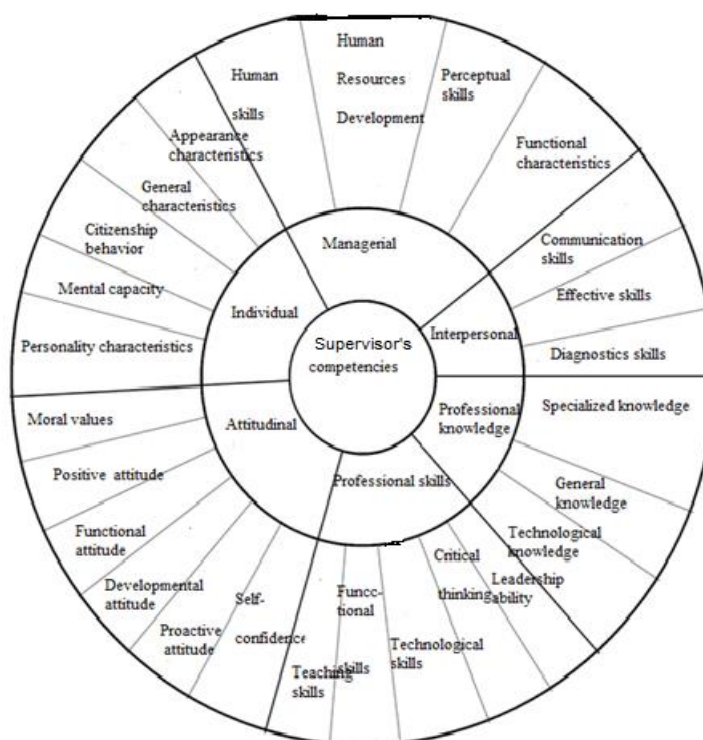 Supervisor's
competencies
Managerial
Interpersonal
Professional
knowledge
Professional skills
Attitudinal
Individual
Human
skills
Human
Resources
Development
Perceptual
skills
Functional
characteristics
Communication
skills
Effective skills
Diagnostics skills
Specialized knowledge
General
knowledge
Technological
knowledge
Leadership
ability
Critical
thinking
Technological
skills
Funcc-
tional
skills
Teaching
skills
Self-
confidence
Proactive
attitude
Developmental
attitude
Functional
attitude
Positive attitude
Moral values
Personality characteristics
Mental capacity
Citizenship
behavior
General
characteristics
Appearance
characteristics